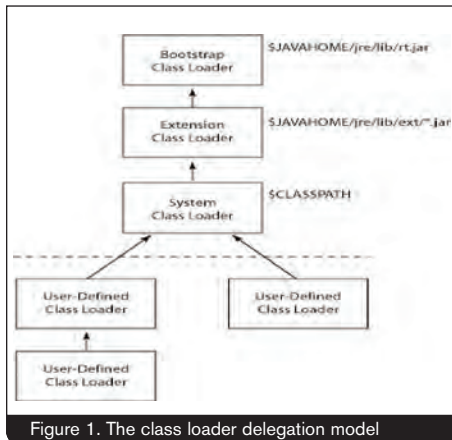 Bootstrap
Class Loader
$JAVAHOME/jre/lib/rt.jar
Extension
Class Loader
$JAVAHOME/jre/lib/ext/*.jar
System
Class Loader
$CLASSPATH
User-Defined
Class Loader
User-Defined
Class Loader
User-Defined
Class Loader
Figure 1. The class loader delegation model